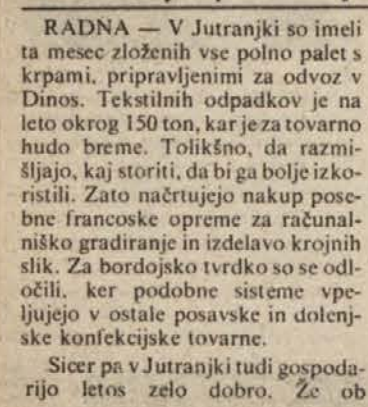 RADNA — V Jutranjki so imeli
ta mesec zloženih vse polno palet s
krpami, pripravljenimi za odvoz v
Dinos. Tekstilnih odpadkov je na
leto okrog 150 ton, kar je za tovarno
hudo breme. Tolikšno, da razmi-
šljajo, kaj storiti, da bi ga bolje izko-
ristili. Zato načrtujejo nakup pose-
bne francoske opreme za računal-
niško gradiranje in izdelavo krojnih
slik. Za bordojsko tvrdko so se odl-
očili, ker podobne sisteme vpe-
ljujejo v ostale posavske in dolenj-
ske konfekcijske tovarne.
Sicer pa v Jutranjki tudi gospoda-
rijo letos zelo dobro. Že ob